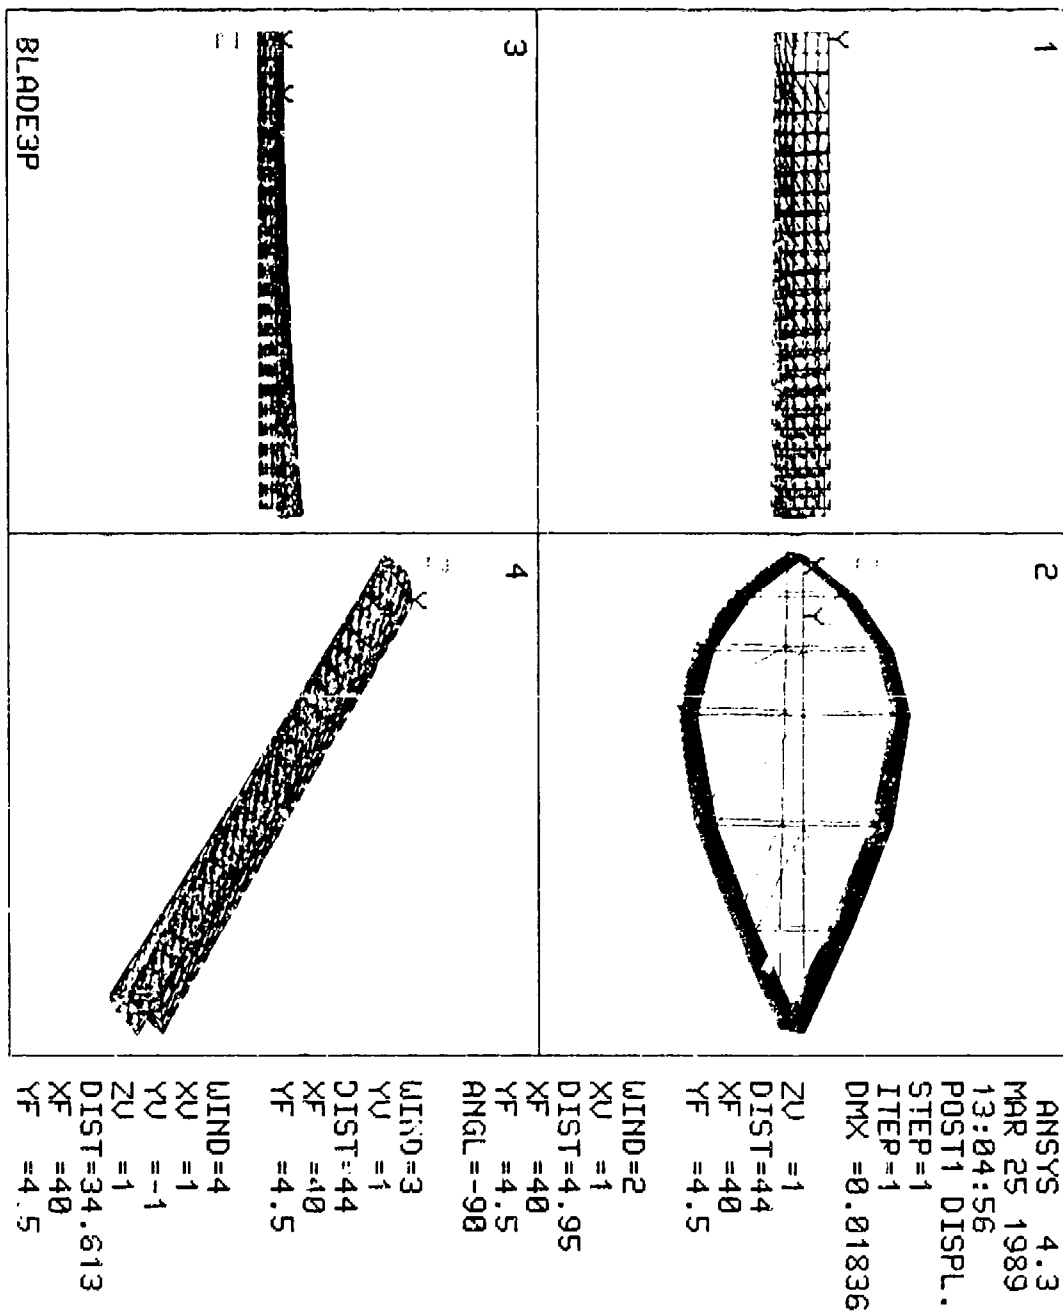 1
Y
2
X
Y
3
Y
Y
4
Y
BLADE3P
ANSYS 4.3
MAR 25 1989
13:04:56
POST1 DISPL.
STEP=1
ITER=1
DMX =0.01836
ZV =1
DIST=44
XF =40
YF =4.5
WIND=2
XV =1
DIST=4.95
XF =40
YF =4.5
ANGL=-90
WIND=3
YV =1
DIST=44
XF =40
YF =4.5
WIND=4
XV =1
YV =-1
ZV =1
DIST=34.613
XF =40
YF =4.5